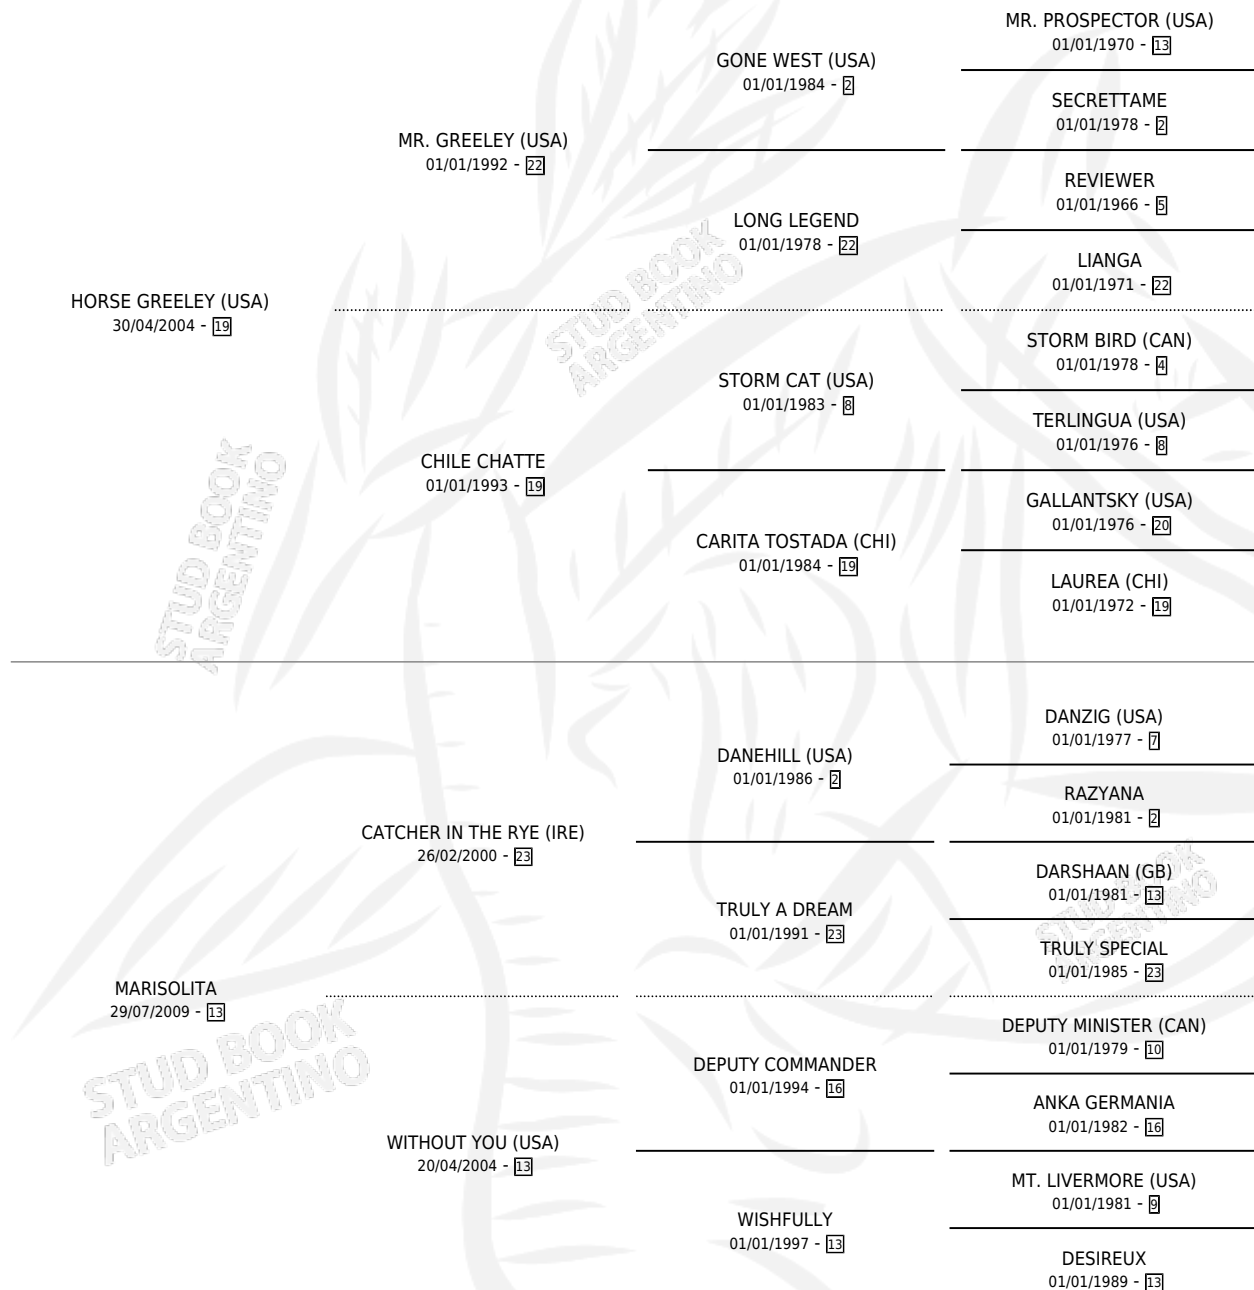 MR. PROSPECTOR (USA)
01/01/1970 - 13
GONE WEST (USA)
01/01/1984 - 2
SECRETTAME
01/01/1978 - 2
MR. GREELEY (USA)
01/01/1992 - 22
REVIEWER
01/01/1966 - 5
LONG LEGEND
01/01/1978 - 22
LIANGA
01/01/1971 - 22
HORSE GREELEY (USA)
30/04/2004 - 19
STORM BIRD (CAN)
01/01/1978 - 4
STORM CAT (USA)
01/01/1983 - 8
TERLINGUA (USA)
01/01/1976 - 8
CHILE CHATTE
01/01/1993 - 19
GALLANTSKY (USA)
01/01/1976 - 20
CARITA TOSTADA (CHI)
01/01/1984 - 19
LAUREA (CHI)
01/01/1972 - 19
DANZIG (USA)
01/01/1977 - 7
DANEHILL (USA)
01/01/1986 - 2
RAZYANA
01/01/1981 - 2
CATCHER IN THE RYE (IRE)
26/02/2000 - 23
DARSHAAN (GB)
01/01/1981 - 13
TRULY A DREAM
01/01/1991 - 23
TRULY SPECIAL
01/01/1985 - 23
MARISOLITA
29/07/2009 - 13
DEPUTY MINISTER (CAN)
01/01/1979 - 10
DEPUTY COMMANDER
01/01/1994 - 16
ANKA GERMANIA
01/01/1982 - 16
WITHOUT YOU (USA)
20/04/2004 - 13
MT. LIVERMORE (USA)
01/01/1981 - 9
WISHFULLY
01/01/1997 - 13
DESIREUX
01/01/1989 - 13
STUD BOOK
ARGENTINO
STUD BOOK
ARGENTINO
STUD BOOK
ARGENTINO
STUD BOOK
ARGENTINO